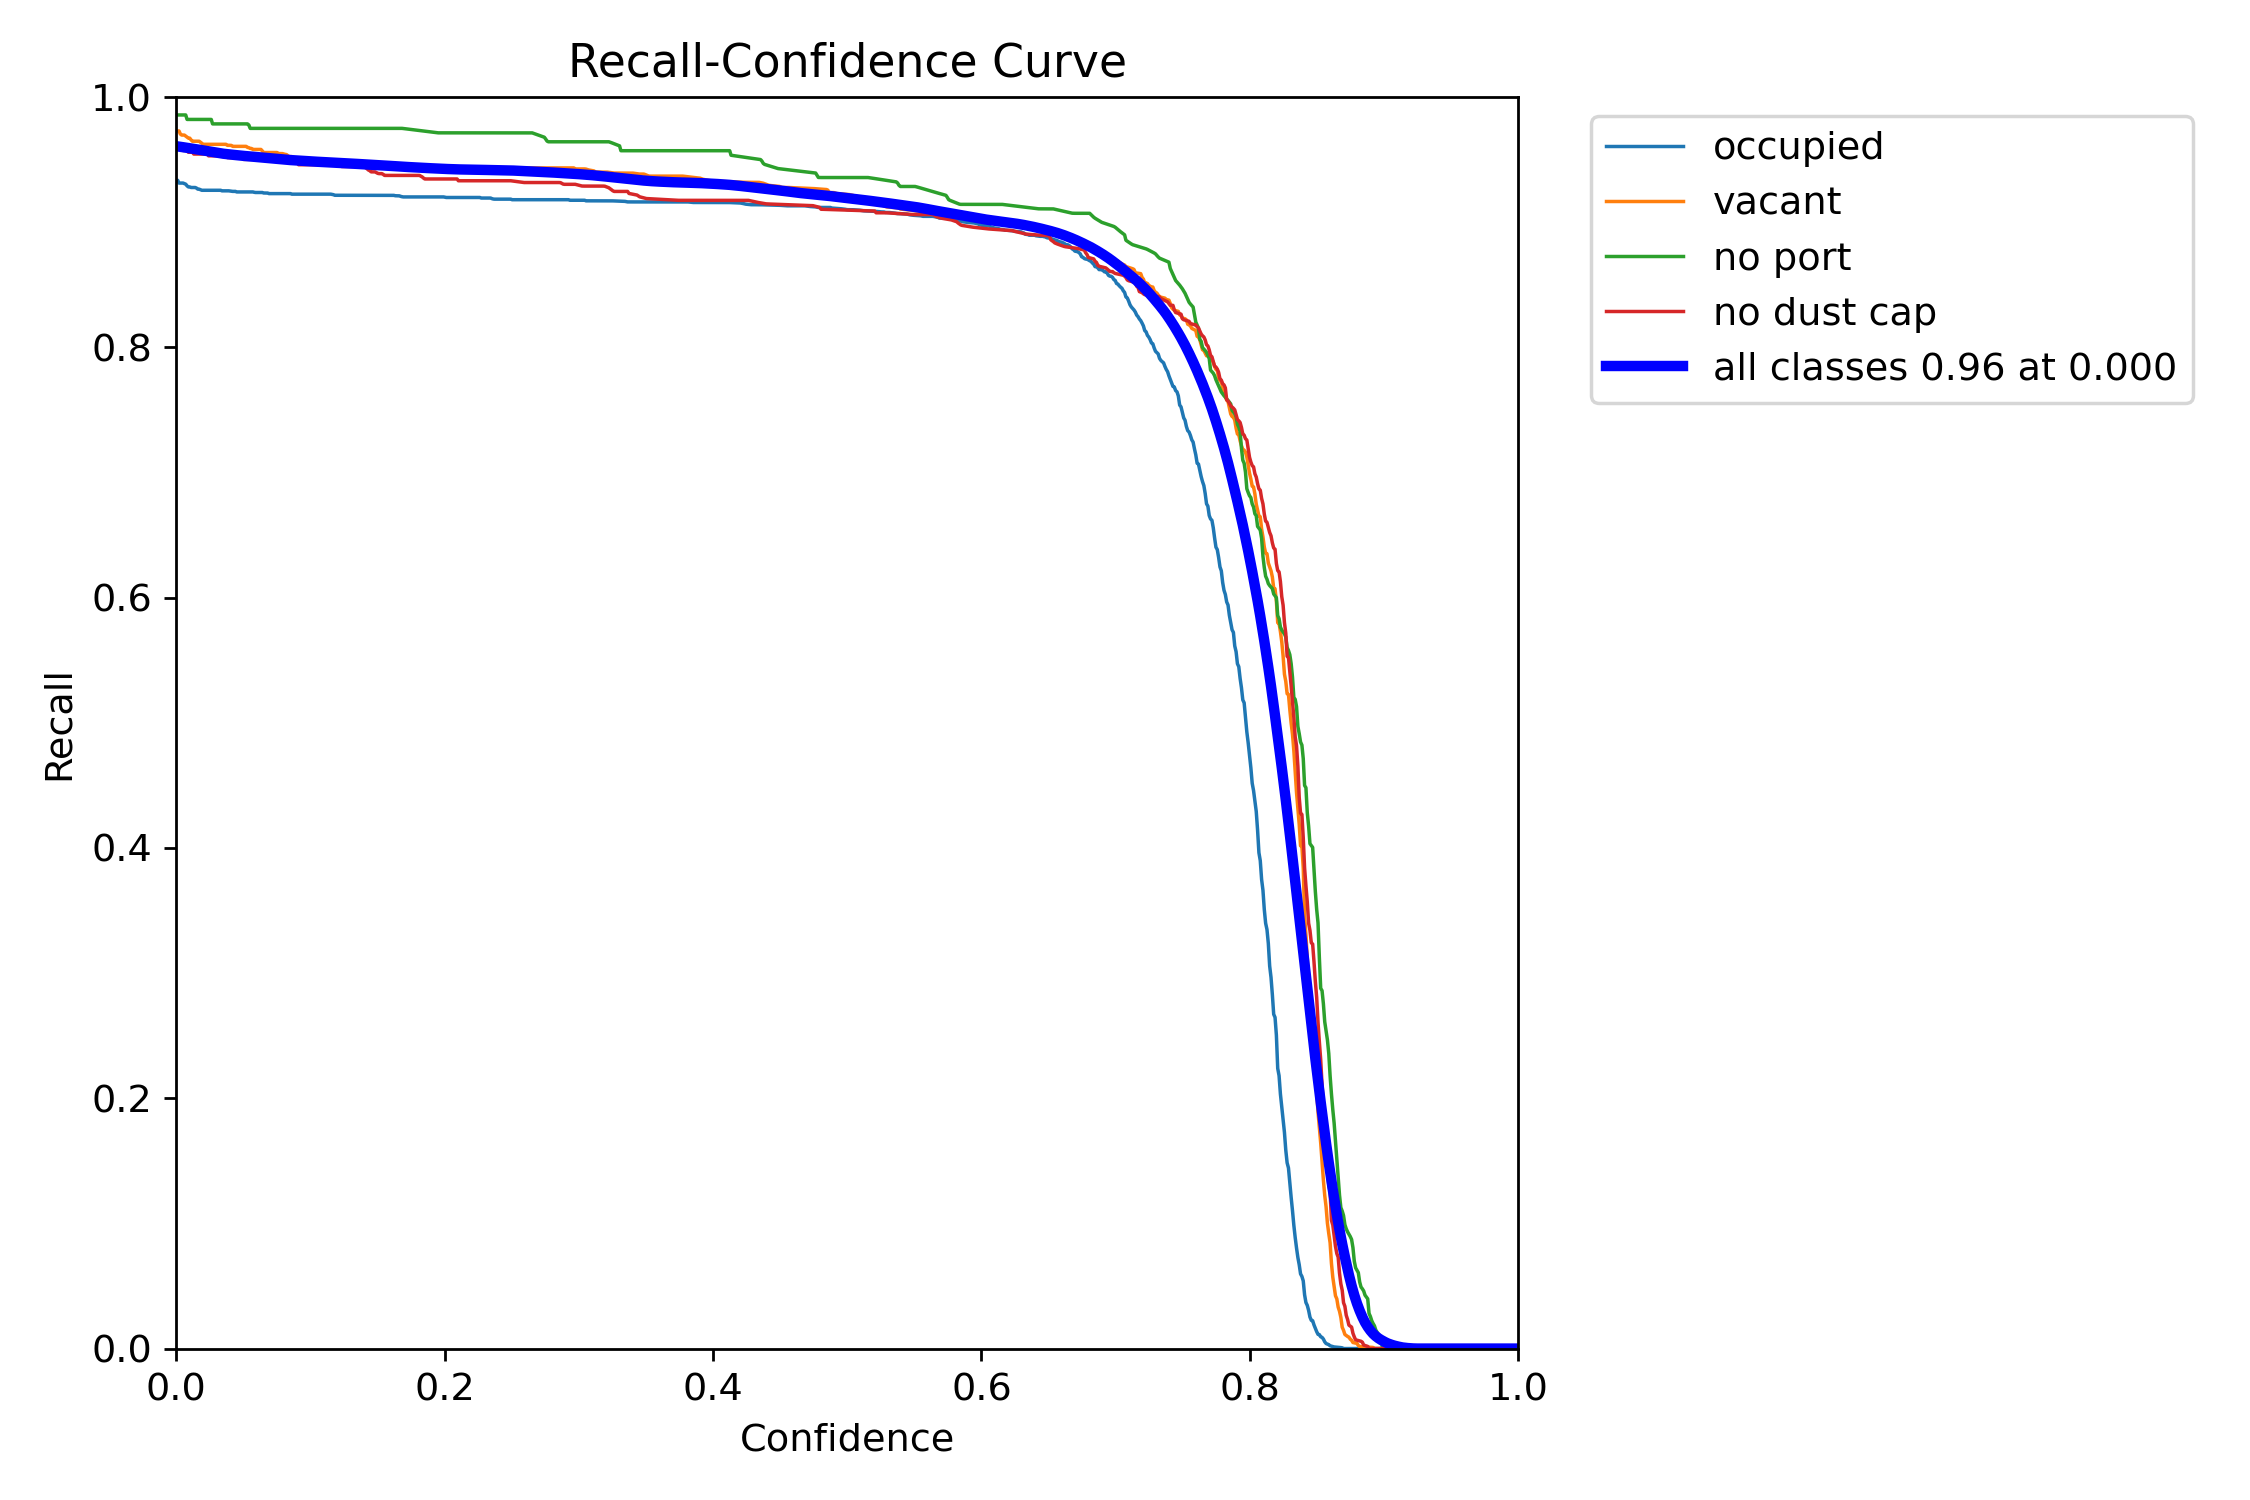 Recall-Confidence Curve
1.0
0.8
0.6
0.4
0.2
0.0
Recall
0.0 0.2 0.4 0.6 0.8 1.0
Confidence
occupied
vacant
no port
no dust cap
all classes 0.96 at 0.000